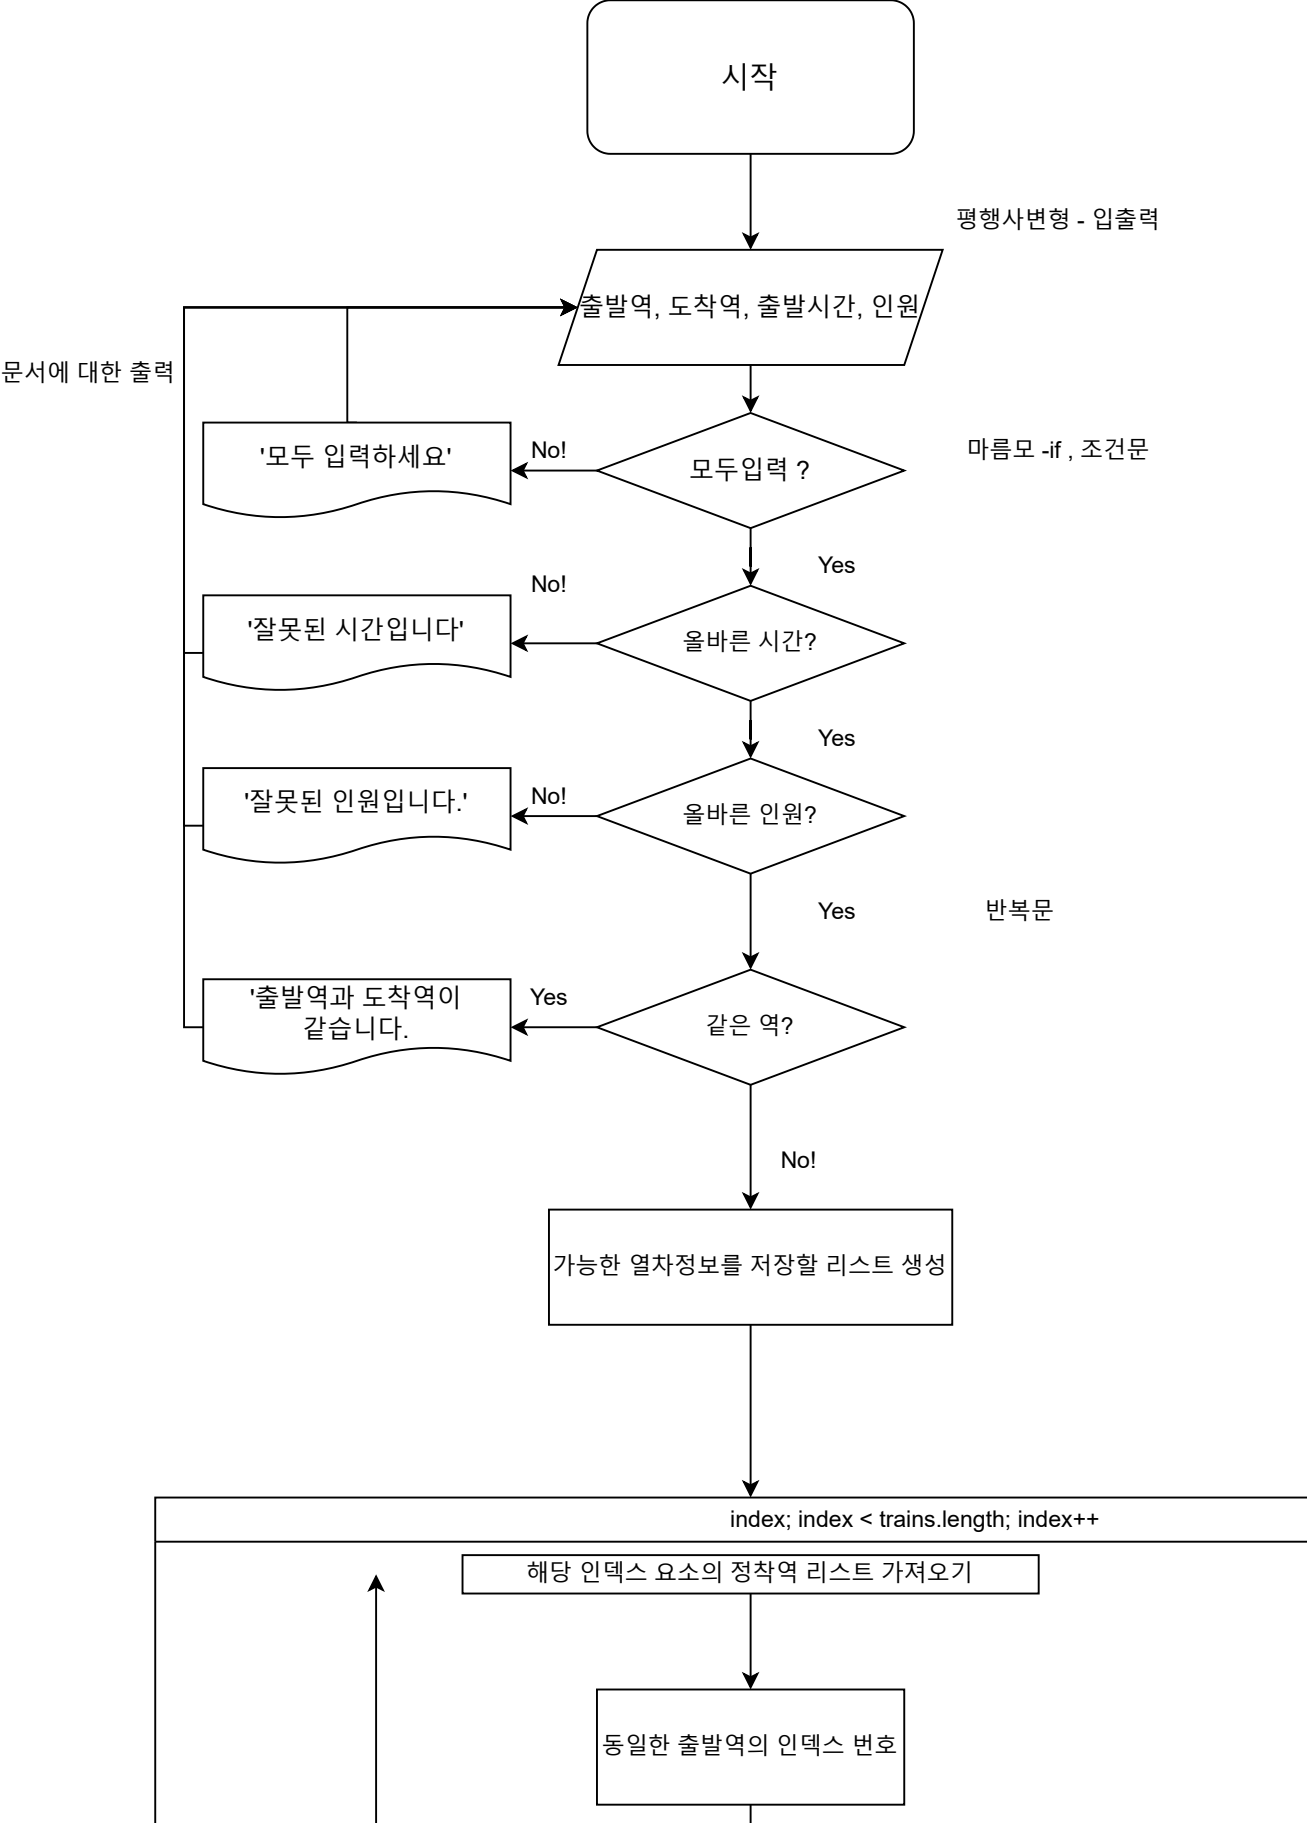 시작
평행사변형 - 입출력
출발역, 도착역, 출발시간, 인원
문서에 대한 출력
'모두 입력하세요'
No!
모두입력 ?
마름모 -if , 조건문
Yes
No!
'잘못된 시간입니다'
올바른 시간?
Yes
'잘못된 인원입니다.'
No!
올바른 인원?
Yes
반복문
'출발역과 도착역이
같습니다.
Yes
같은 역?
No!
가능한 열차정보를 저장할 리스트 생성
index; index < trains.length; index++
해당 인덱스 요소의 정착역 리스트 가져오기
동일한 출발역의 인덱스 번호